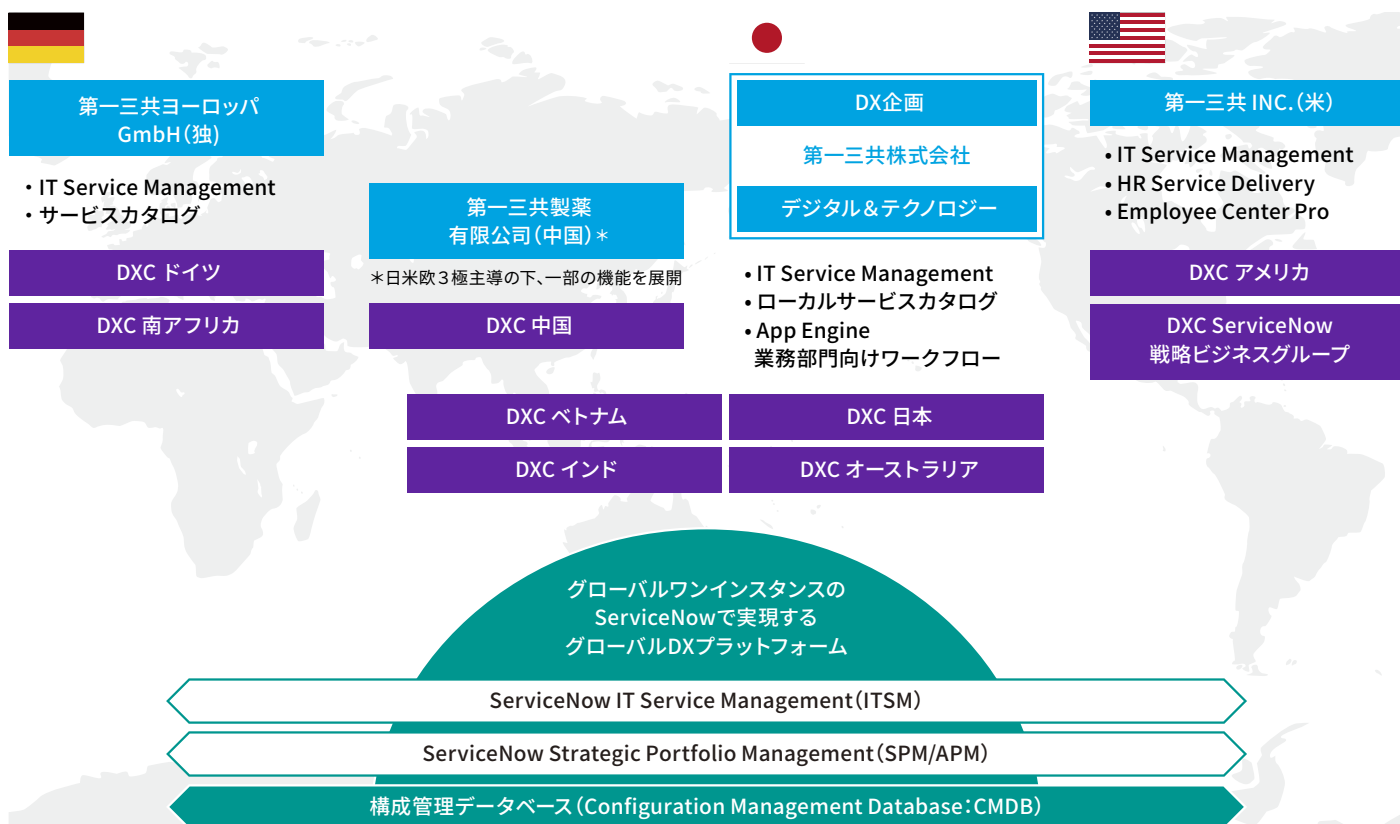 第一三共ヨーロッパ
GmbH(独)
・IT Service Management
・サービスカタログ
DXC ドイツ
DXC 南アフリカ
第一三共製薬
有限公司(中国)＊
＊日米欧3極主導の下、一部の機能を展開
DXC 中国
DX企画
第一三共株式会社
デジタル＆テクノロジー
• IT Service Management
• ローカルサービスカタログ
• App Engine
業務部門向けワークフロー
第一三共 INC.(米)
• IT Service Management
• HR Service Delivery
• Employee Center Pro
DXC アメリカ
DXC ServiceNow
戦略ビジネスグループ
DXC ベトナム
DXC 日本
DXC インド
DXC オーストラリア
グローバルワンインスタンスの
ServiceNowで実現する
グローバルDXプラットフォーム
ServiceNow IT Service Management(ITSM)
ServiceNow Strategic Portfolio Management(SPM/APM)
構成管理データベース(Configuration Management Database:CMDB)